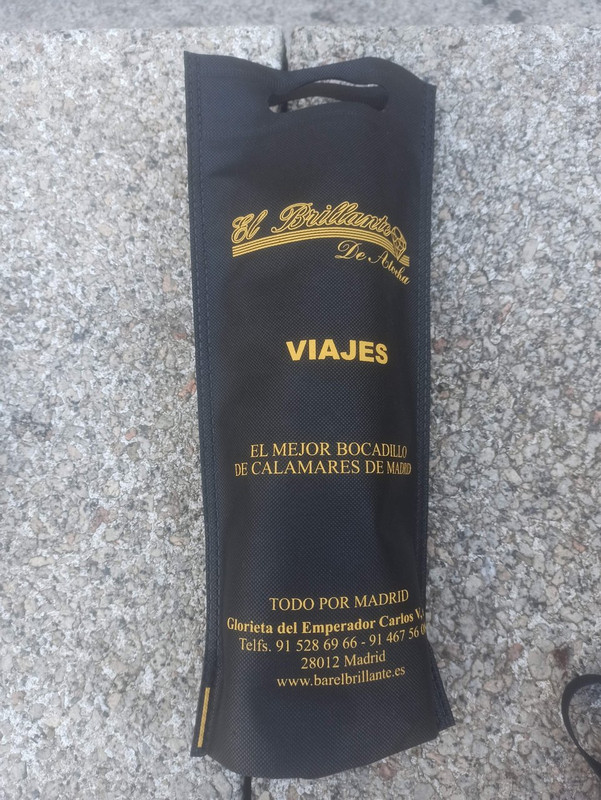 El Brillante
De Atocha
VIAJES
EL MEJOR BOCADILLO
DE CALAMARES DE MADRID
TODO POR MADRID
Glorieta del Emperador Carlos V,
Telfs. 91 528 69 66 - 91 467 56
28012 Madrid
www.barelbrillante.es